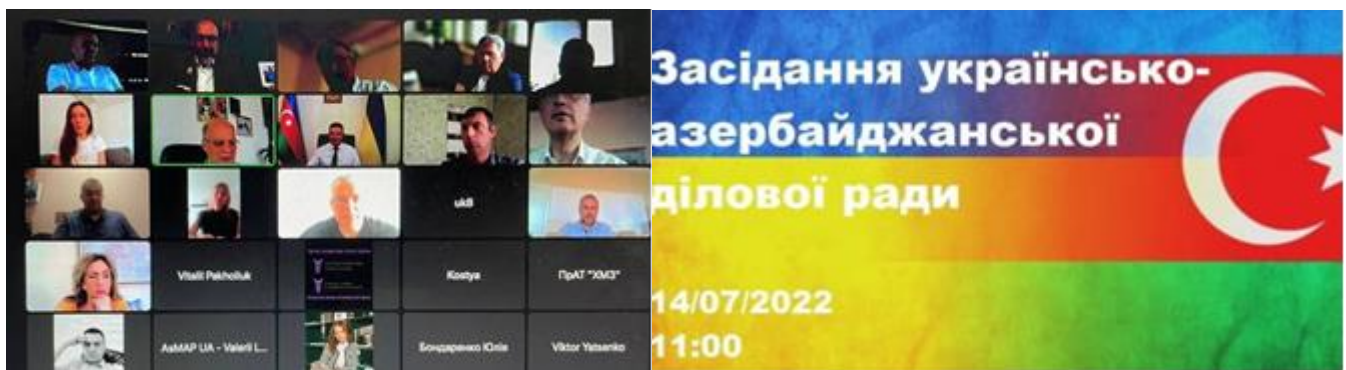 uk8
Vitalii Pakholiuk
Kostya
ПрАТ "ХМЗ"
AsMAP UA - Valerii L...
Бондаренко Юлія
Viktor Yatsenko
Засідання українсько-
азербайджанської
ділової ради
14/07/2022
11:00